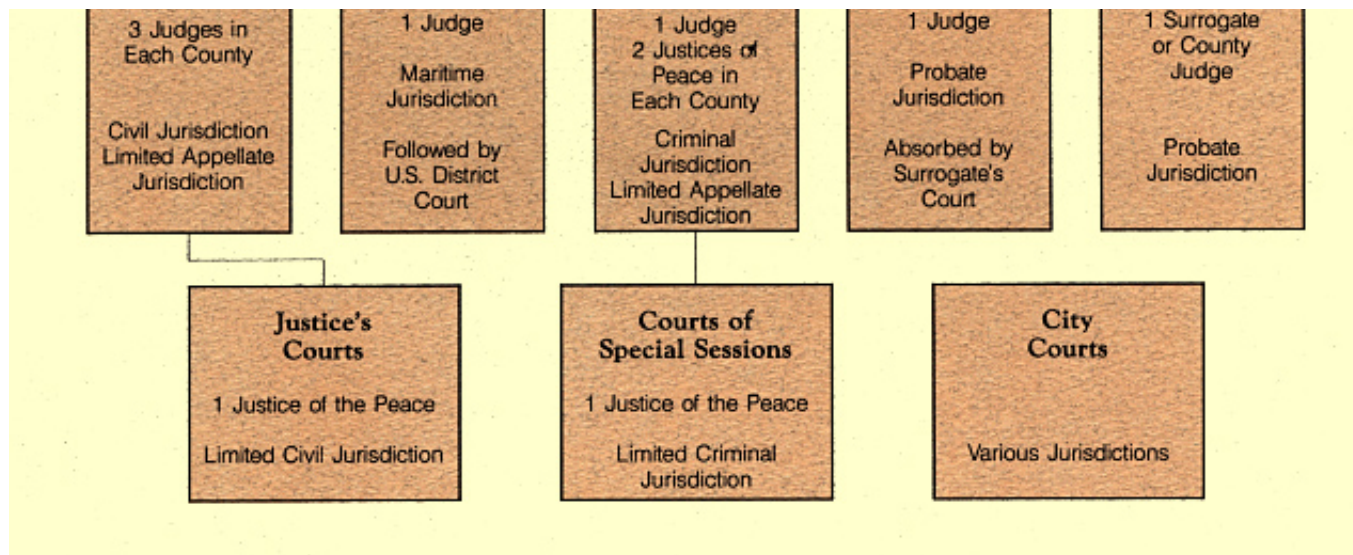 3 Judges in
Each County
Civil Jurisdiction
Limited Appellate
Jurisdiction
1 Judge
Maritime
Jurisdiction
Followed by
U.S. District
Court
1 Judge
2 Justices of
Peace in
Each County
Criminal
Jurisdiction
Limited Appellate
Jurisdiction
1 Judge
Probate
Jurisdiction
Absorbed by
Surrogate's
Court
1 Surrogate
or County
Judge
Probate
Jurisdiction
Justice's
Courts
1 Justice of the Peace
Limited Civil Jurisdiction
Courts of
Special Sessions
1 Justice of the Peace
Limited Criminal
Jurisdiction
City
Courts
Various Jurisdictions